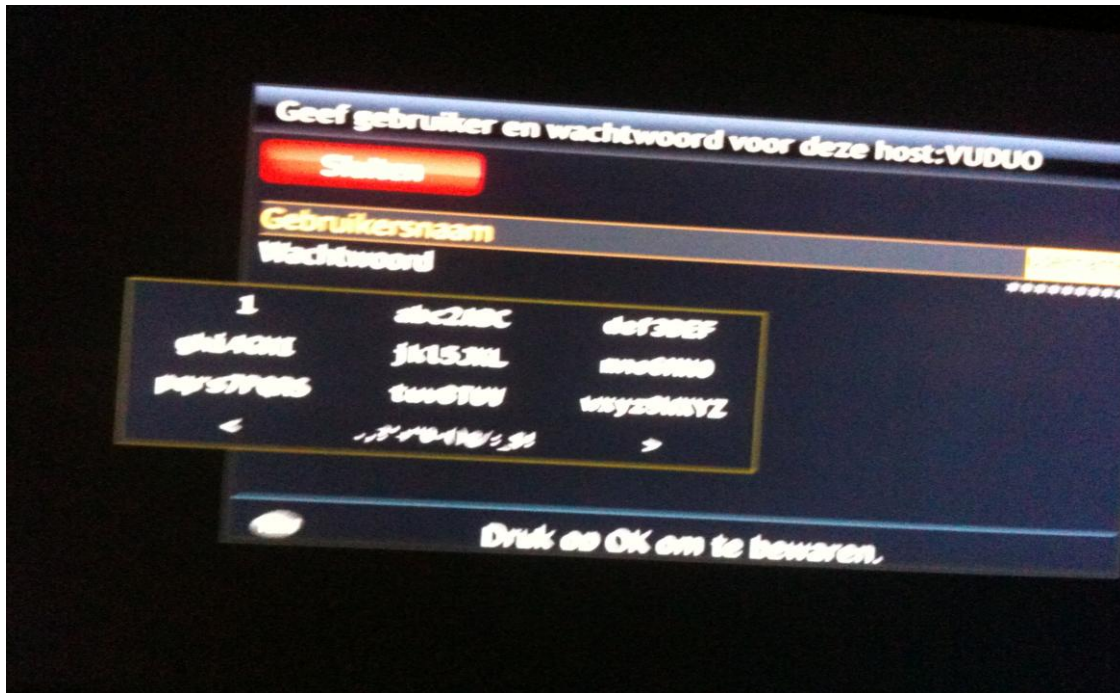 Geef gebruiker en wachtwoord voor deze host:VUDUO
Sluiten
Gebruikersnaam
Wachtwoord
**********
1 abc2ABC def3DEF
ghi4GHI jkl5JKL mno6MNO
pqrs7PQRS tuv8TUV wxyz9WXYZ
< >
Druk op OK om te bewaren.